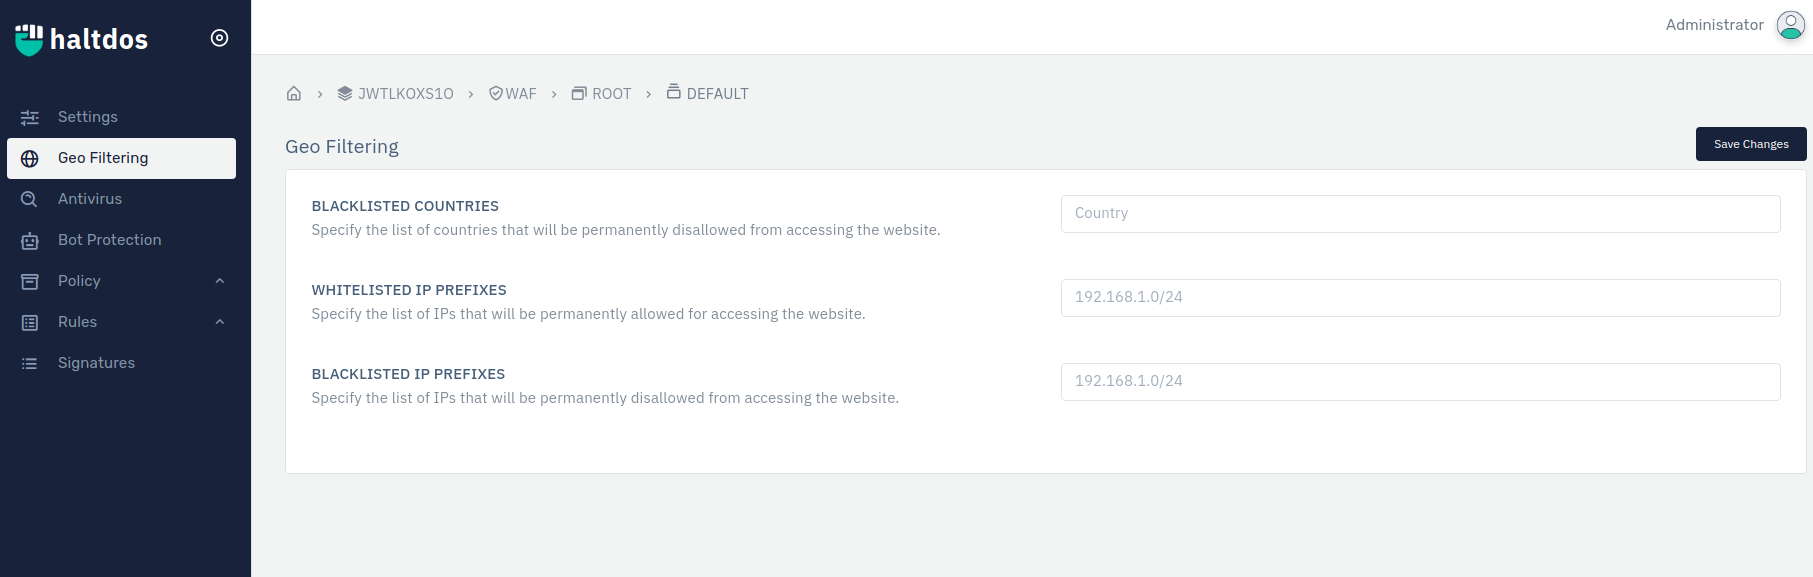 haltdos
Administrator
JWTLKOXS1O > WAF > ROOT > DEFAULT
Settings
Geo Filtering
Antivirus
Bot Protection
Policy
Rules
Signatures
Geo Filtering
Save Changes
BLACKLISTED COUNTRIES
Specify the list of countries that will be permanently disallowed from accessing the website.
Country
WHITELISTED IP PREFIXES
Specify the list of IPs that will be permanently allowed for accessing the website.
192.168.1.0/24
BLACKLISTED IP PREFIXES
Specify the list of IPs that will be permanently disallowed from accessing the website.
192.168.1.0/24